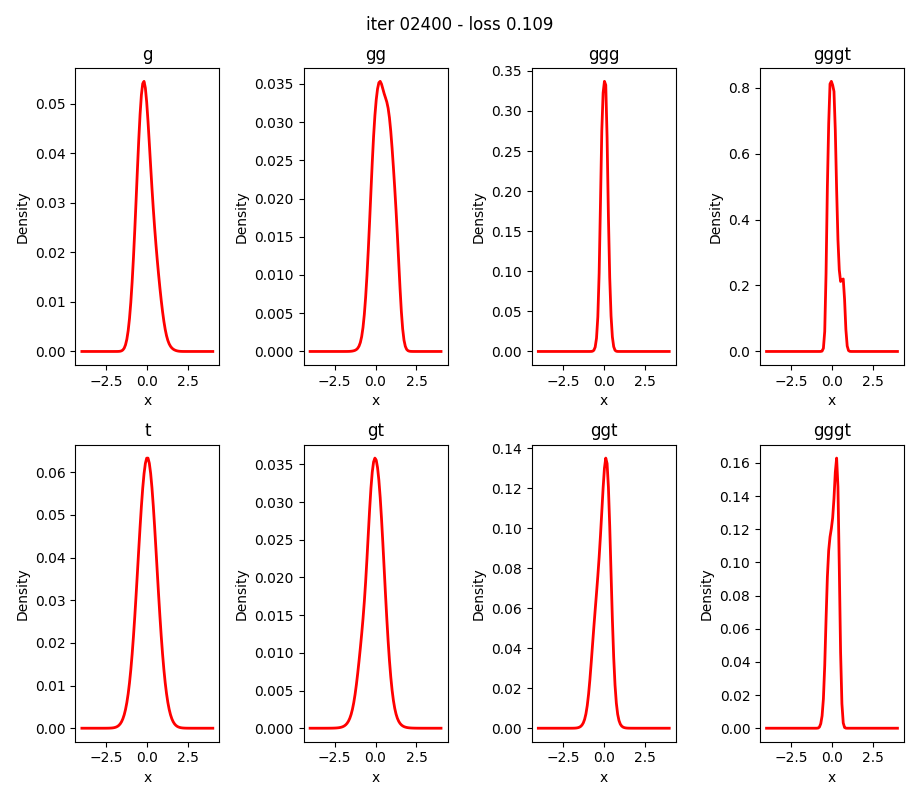 iter 02400 - loss 0.109
g gg ggg gggt
0.05 0.04 0.03 0.02 0.01 0.00
Density
−2.5 0.0 2.5
x
0.035 0.030 0.025 0.020 0.015 0.010 0.005 0.000
Density
−2.5 0.0 2.5
x
0.35 0.30 0.25 0.20 0.15 0.10 0.05 0.00
Density
−2.5 0.0 2.5
x
0.8 0.6 0.4 0.2 0.0
Density
−2.5 0.0 2.5
x
t gt ggt gggt
0.06 0.05 0.04 0.03 0.02 0.01 0.00
Density
−2.5 0.0 2.5
x
0.035 0.030 0.025 0.020 0.015 0.010 0.005 0.000
Density
−2.5 0.0 2.5
x
0.14 0.12 0.10 0.08 0.06 0.04 0.02 0.00
Density
−2.5 0.0 2.5
x
0.16 0.14 0.12 0.10 0.08 0.06 0.04 0.02 0.00
Density
−2.5 0.0 2.5
x